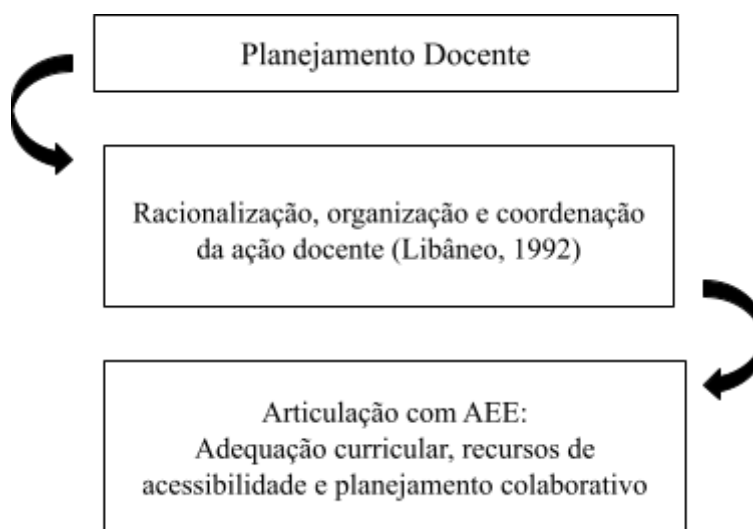 Planejamento Docente
Racionalização, organização e coordenação
da ação docente (Libâneo, 1992)
Articulação com AEE:
Adequação curricular, recursos de
acessibilidade e planejamento colaborativo